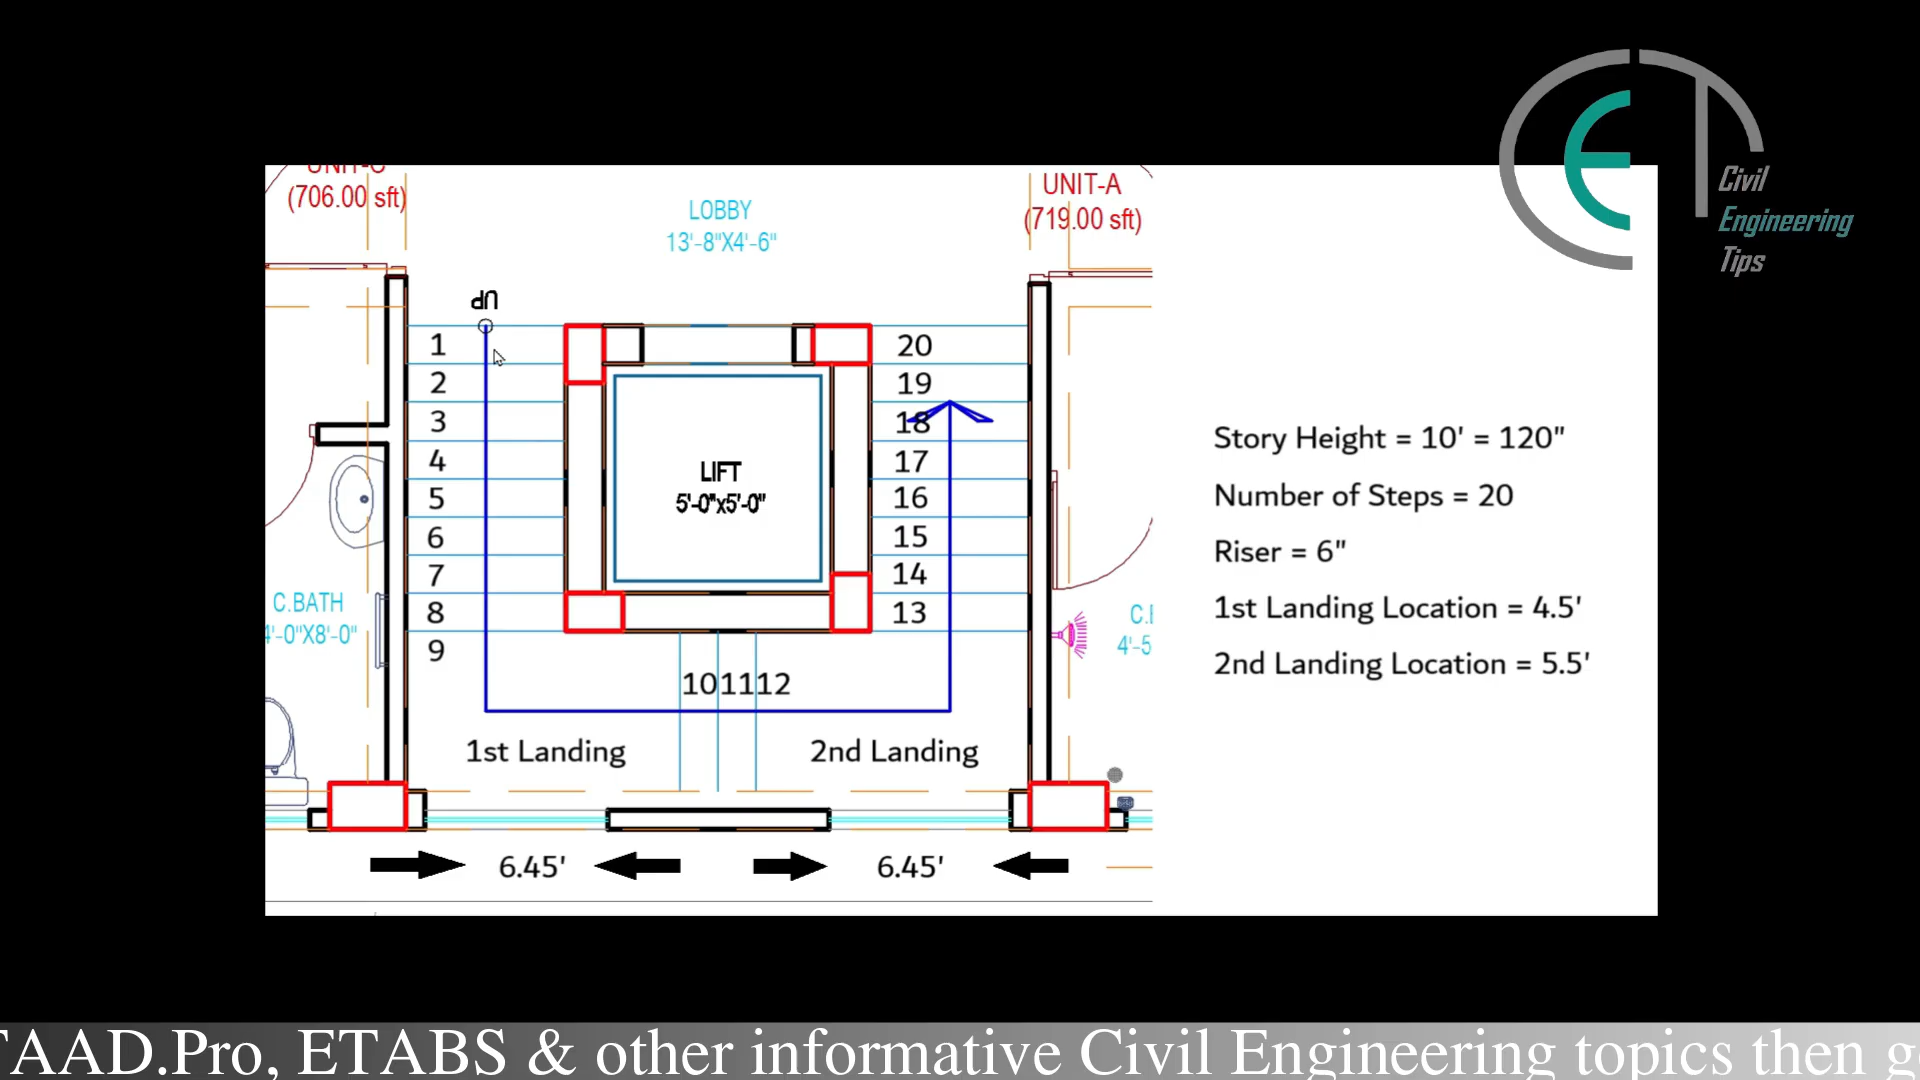 UNIT-C
(706.00 sft)
LOBBY
13'-8"X4'-6"
UNIT-A
(719.00 sft)
Civil
Engineering
Tips
UP
1
2
3
4
5
6
7
8
9
20
19
18
17
16
15
14
13
LIFT
5'-0"x5'-0"
101112
C.BATH
4'-0"X8'-0"
4'-5
1st Landing
2nd Landing
6.45'
6.45'
Story Height = 10' = 120"
Number of Steps = 20
Riser = 6"
1st Landing Location = 4.5'
2nd Landing Location = 5.5'
TAAD.Pro, ETABS & other informative Civil Engineering topics then g